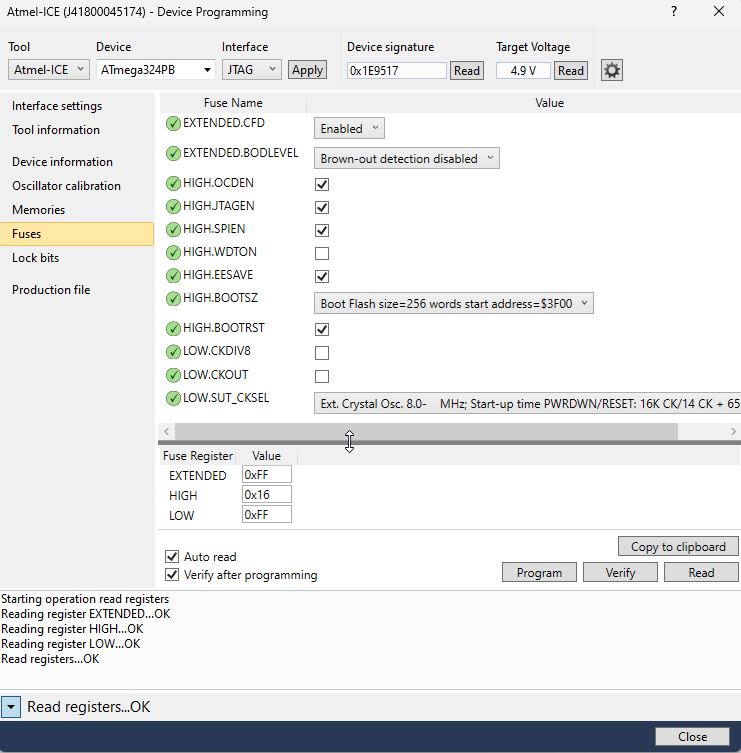 Atmel-ICE (J41800045174) - Device Programming
? ×
Tool Device Interface Device signature Target Voltage
Atmel-ICE ATmega324PB JTAG Apply 0x1E9517 Read 4.9 V Read
Interface settings
Tool information
Device information
Oscillator calibration
Memories
Fuses
Lock bits
Production file
Fuse Name Value
EXTENDED.CFD Enabled
EXTENDED.BODLEVEL Brown-out detection disabled
HIGH.OCDEN
HIGH.JTAGEN
HIGH.SPIEN
HIGH.WDTON
HIGH.EESAVE
HIGH.BOOTSZ Boot Flash size=256 words start address=$3F00
HIGH.BOOTRST
LOW.CKDIV8
LOW.CKOUT
LOW.SUT_CKSEL Ext. Crystal Osc. 8.0- MHz; Start-up time PWRDWN/RESET: 16K CK/14 CK + 65
Fuse Register Value
EXTENDED 0xFF
HIGH 0x16
LOW 0xFF
Copy to clipboard
Auto read
Verify after programming
Program Verify Read
Starting operation read registers
Reading register EXTENDED...OK
Reading register HIGH...OK
Reading register LOW...OK
Read registers...OK
Read registers...OK
Close